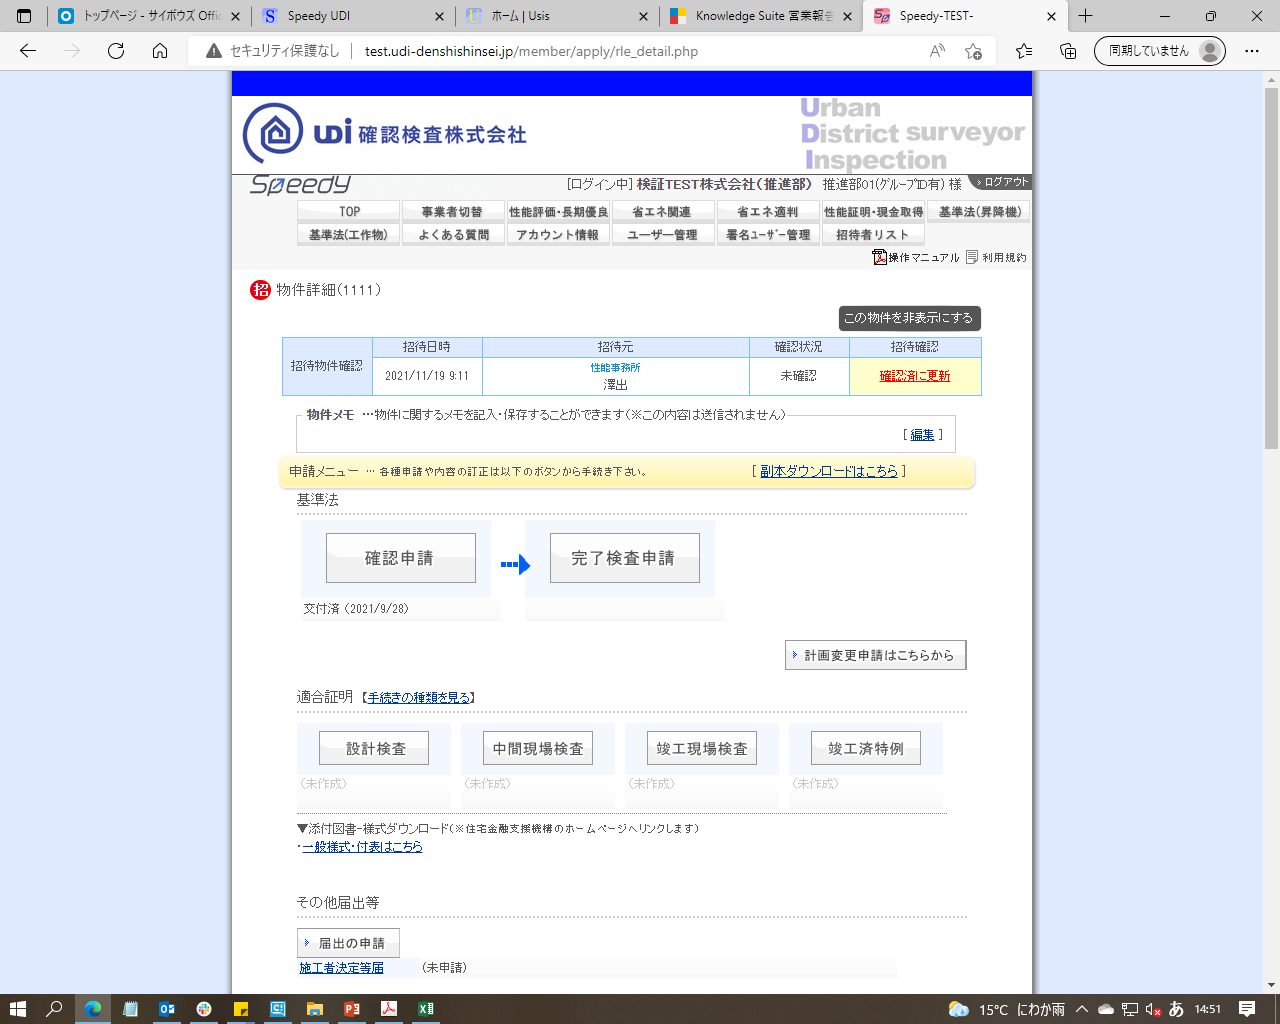 トップページ - サイボウズ Offic
Speedy UDI
ホーム | Usis
Knowledge Suite 営業報告
Speedy-TEST-
セキュリティ保護なし
test.udi-denshishinsei.jp/member/apply/rle_detail.php
同期していません
UDi 確認検査株式会社
Urban
District surveyor
Inspection
Speedy
[ログイン中] 検証TEST株式会社(推進部) 推進部01(グループID有) 様
ログアウト
TOP 事業者切替 性能評価・長期優良 省エネ関連 省エネ適判 性能証明・現金取得 基準法(昇降機)
基準法(工作物) よくある質問 アカウント情報 ユーザー管理 署名ユーザー管理 招待者リスト
操作マニュアル 利用規約
招 物件詳細(1111)
この物件を非表示にする
招待物件確認 招待日時 招待元 確認状況 招待確認
2021/11/19 9:11 性能事務所 澤出 未確認 確認済に更新
物件メモ …物件に関するメモを記入・保存することができます(※この内容は送信されません)
[ 編集 ]
申請メニュー … 各種申請や内容の訂正は以下のボタンから手続き下さい。 [ 副本ダウンロードはこちら ]
基準法
確認申請 完了検査申請
交付済 (2021/9/28)
計画変更申請はこちらから
適合証明 【手続きの種類を見る】
設計検査 中間現場検査 竣工現場検査 竣工済特例
(未作成) (未作成) (未作成) (未作成)
▼添付図書-様式ダウンロード(※住宅金融支援機構のホームページへリンクします)
・一般様式・付表はこちら
その他届出等
届出の申請
施工者決定等届 (未申請)
15℃ にわか雨 あ 14:51